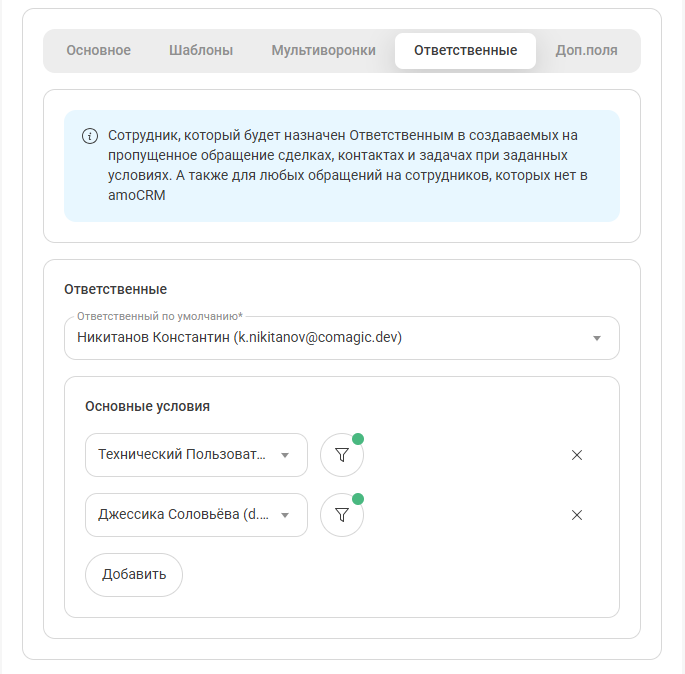 Основное Шаблоны Мультиворонки Ответственные Доп.поля
Сотрудник, который будет назначен Ответственным в создаваемых на
пропущенное обращение сделках, контактах и задачах при заданных
условиях. А также для любых обращений на сотрудников, которых нет в
amoCRM
Ответственные
Ответственный по умолчанию*
Никитанов Константин (k.nikitanov@comagic.dev)
Основные условия
Технический Пользоват...
Джессика Соловьёва (d....
Добавить